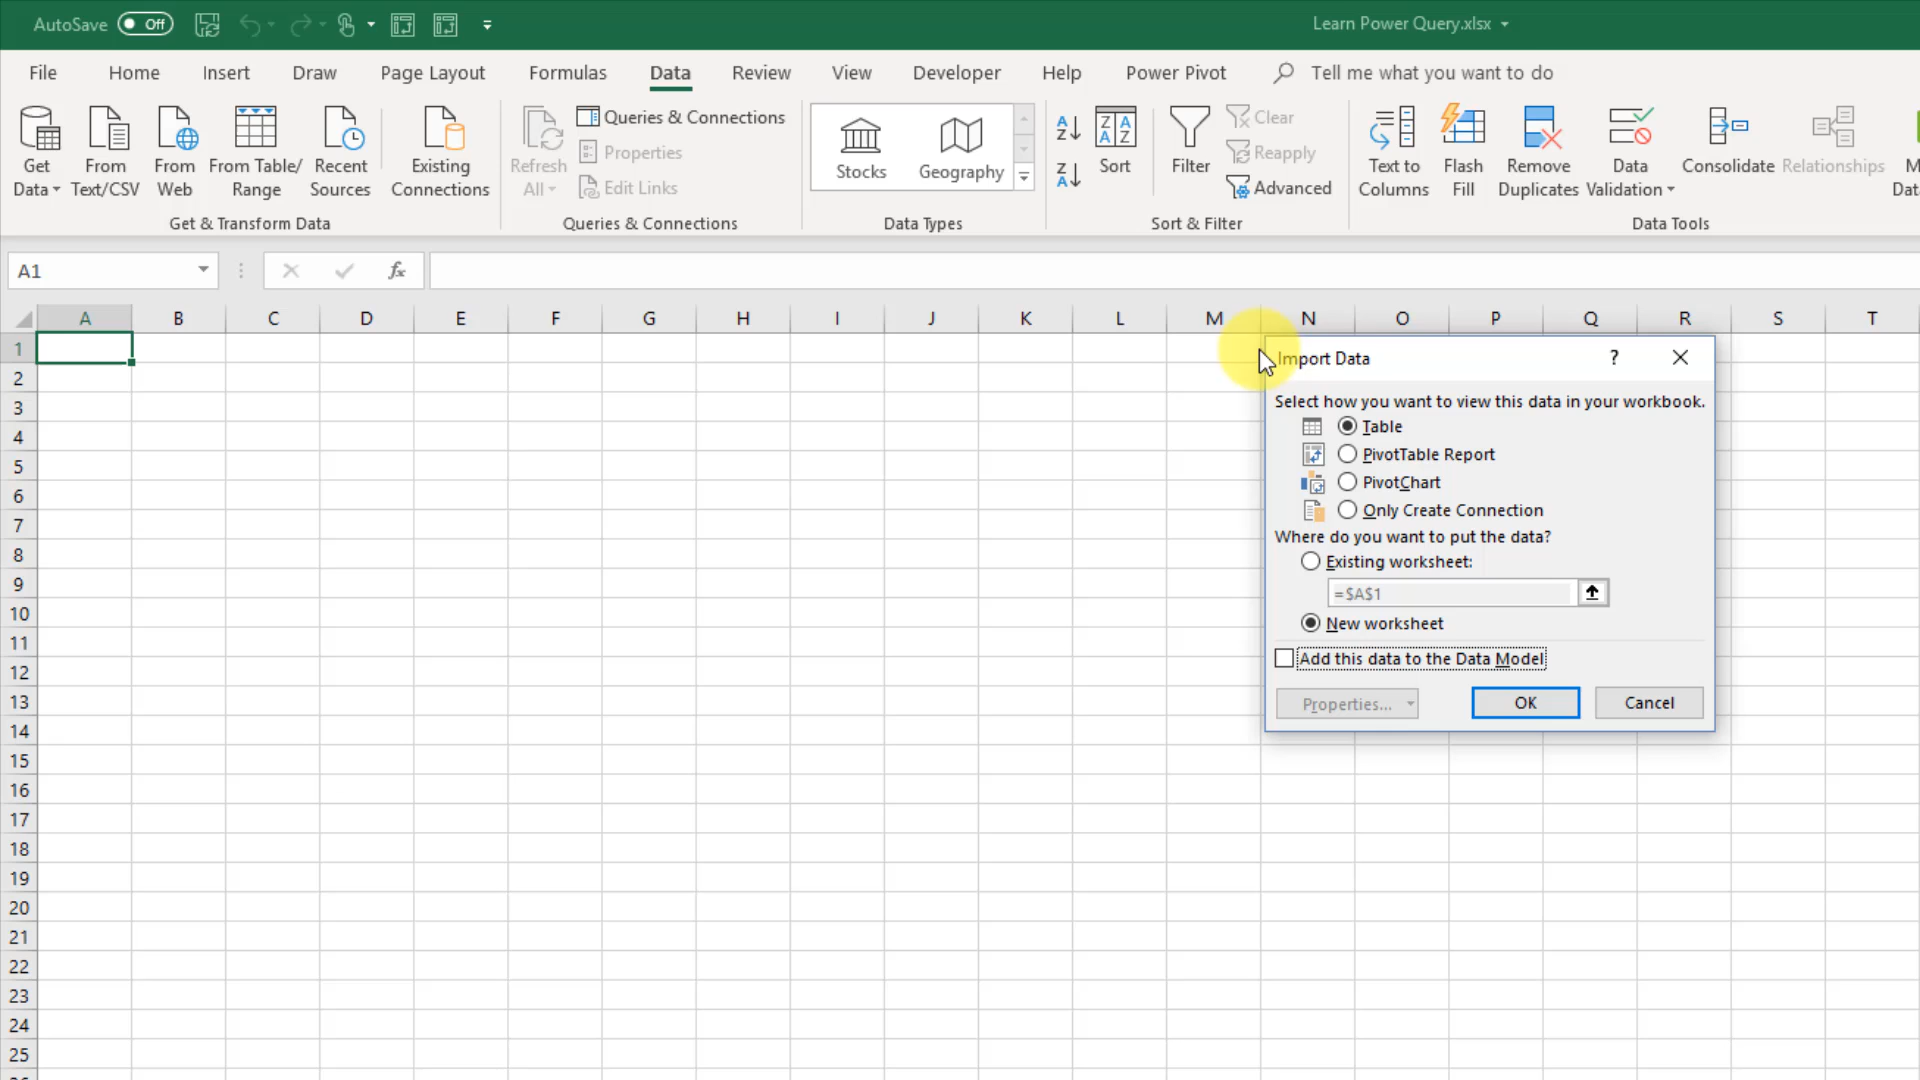 AutoSave Off Learn Power Query.xlsx
File Home Insert Draw Page Layout Formulas Data Review View Developer Help Power Pivot Tell me what you want to do
Get Data From Text/CSV From Web From Table/ Range Recent Sources Existing Connections
Refresh All
Queries & Connections
Properties
Edit Links
Stocks Geography
Sort Filter
Clear
Reapply
Advanced
Text to Columns Flash Fill Remove Duplicates Data Validation Consolidate Relationships
Get & Transform Data Queries & Connections Data Types Sort & Filter Data Tools
A1 fx
A B C D E F G H I J K L M N O P Q R S T
1
2
3
4
5
6
7
8
9
10
11
12
13
14
15
16
17
18
19
20
21
22
23
24
25
Import Data ?
Select how you want to view this data in your workbook.
Table
PivotTable Report
PivotChart
Only Create Connection
Where do you want to put the data?
Existing worksheet:
=$A$1
New worksheet
Add this data to the Data Model
Properties... OK Cancel